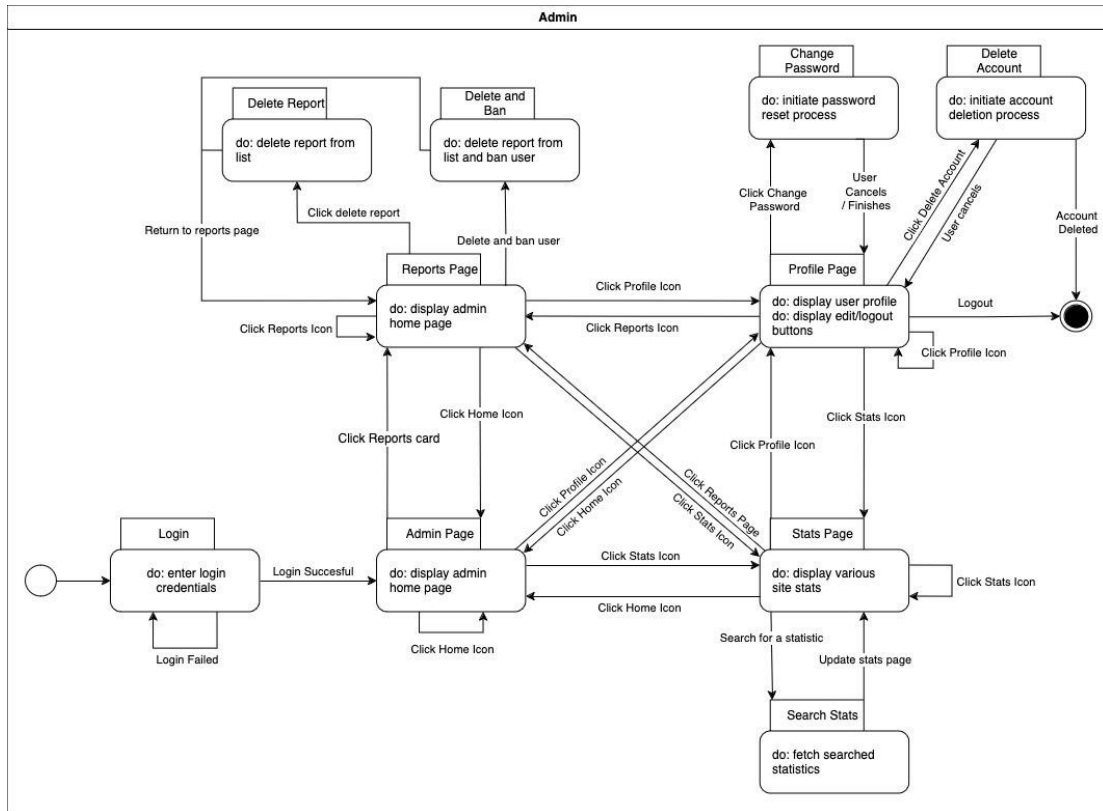 Admin
Change
Password
do: initiate password
reset process
Delete
Account
do: initiate account
deletion process
Delete Report
do: delete report from
list
Delete and
Ban
do: delete report from
list and ban user
Click delete report
Return to reports page
Delete and ban user
Click Change
Password
User
Cancels
/ Finishes
Click Delete Account
User cancels
Account
Deleted
Reports Page
do: display admin
home page
Click Reports Icon
Click Profile Icon
Click Reports Icon
Profile Page
do: display user profile
do: display edit/logout
buttons
Logout
Click Profile Icon
Click Home Icon
Click Reports card
Click Profile Icon
Click Home Icon
Click Reports Page
Click Stats Icon
Click Profile Icon
Click Stats Icon
Login
do: enter login
credentials
Login Succesful
Login Failed
Admin Page
do: display admin
home page
Click Home Icon
Click Stats Icon
Click Home Icon
Stats Page
do: display various
site stats
Click Stats Icon
Search for a statistic
Update stats page
Search Stats
do: fetch searched
statistics